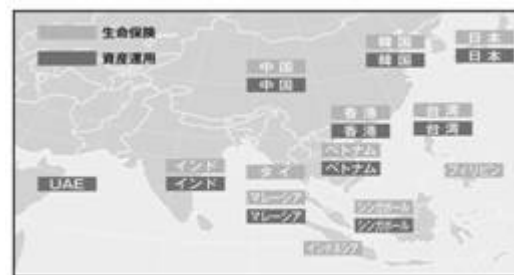 生命保険
資産運用
韓国
韓国
日本
日本
中国
中国
香港
香港
台湾
台湾
ベトナム
ベトナム
インド
インド
タイ
フィリピン
UAE
マレーシア
マレーシア
シンガポール
シンガポール
インドネシア